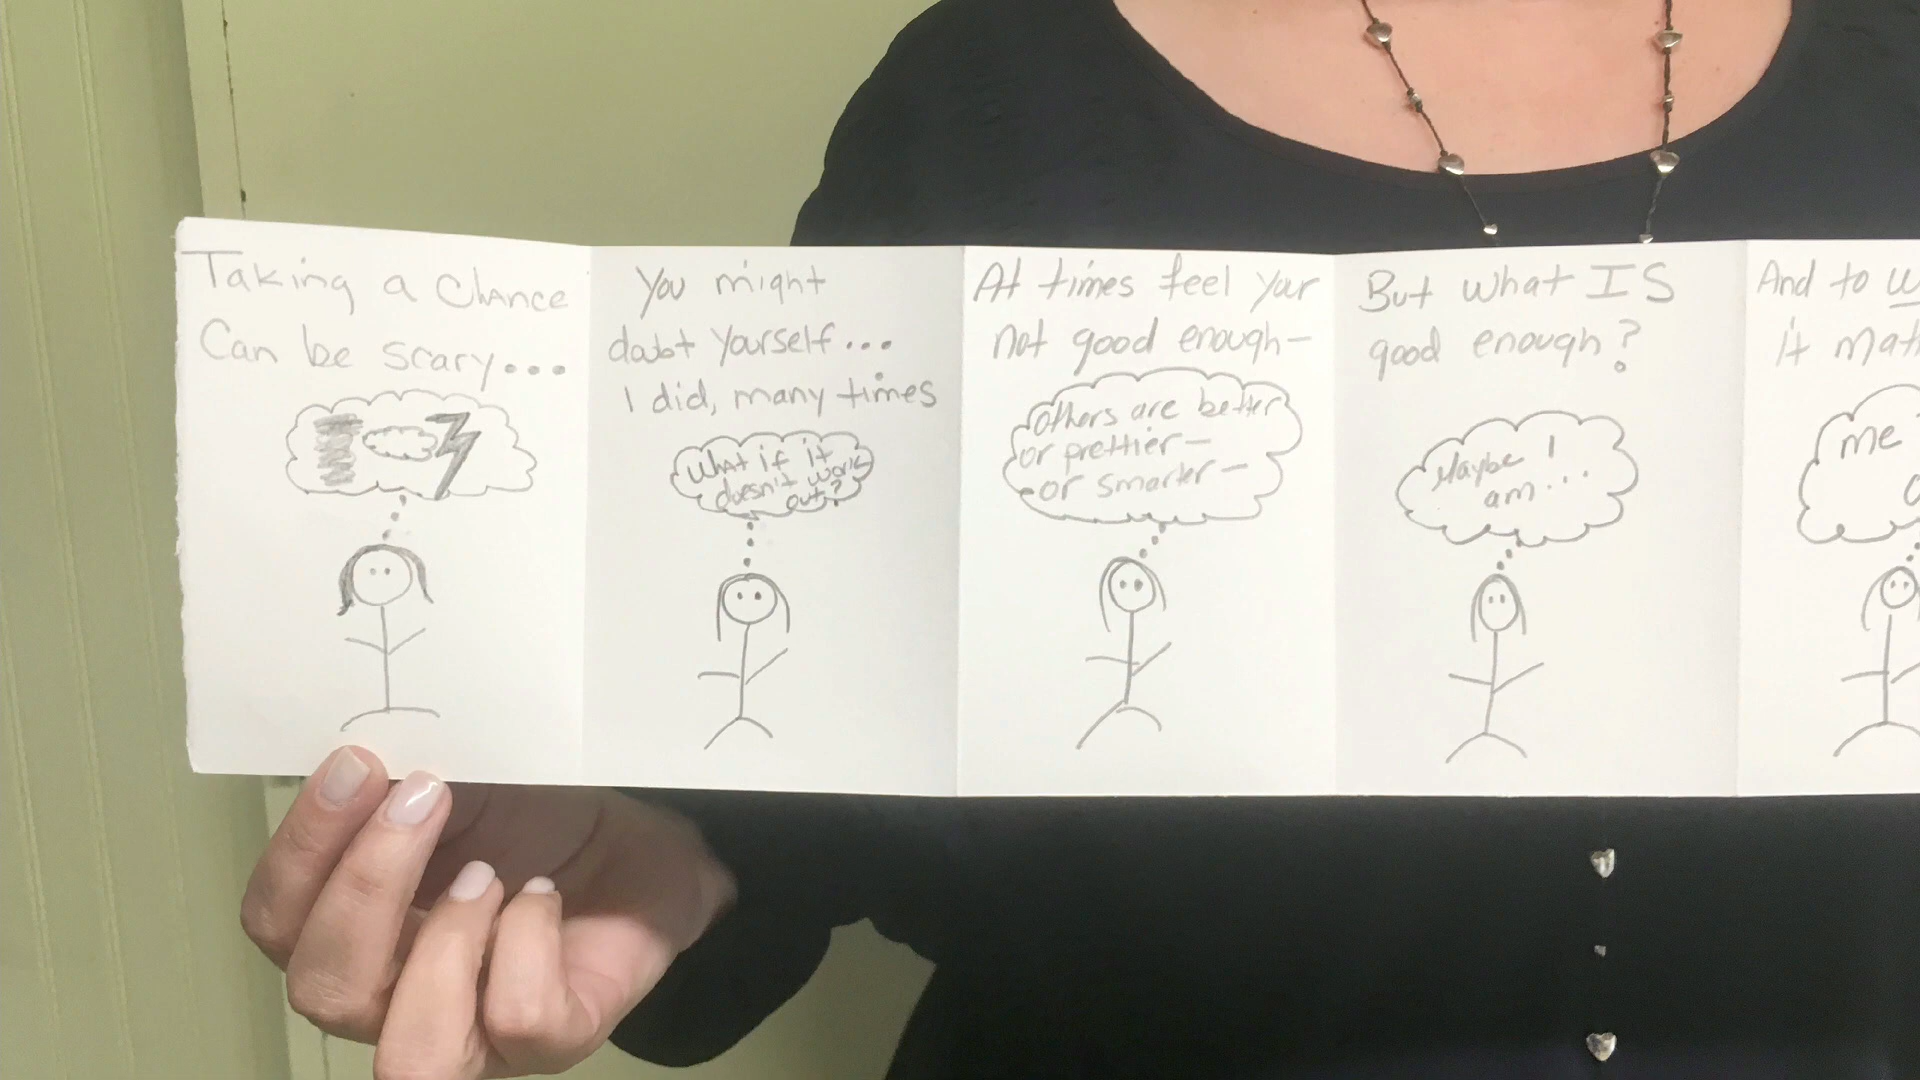 Taking a Chance
Can be scary...
You might
dabt yourself...
I did, many times
What if it
doesn't work
out?
At times feel your
not good enough-
others are better
or prettier-
-or smarter-
But what IS
good enough?
Maybe I
am...
And to
it
me